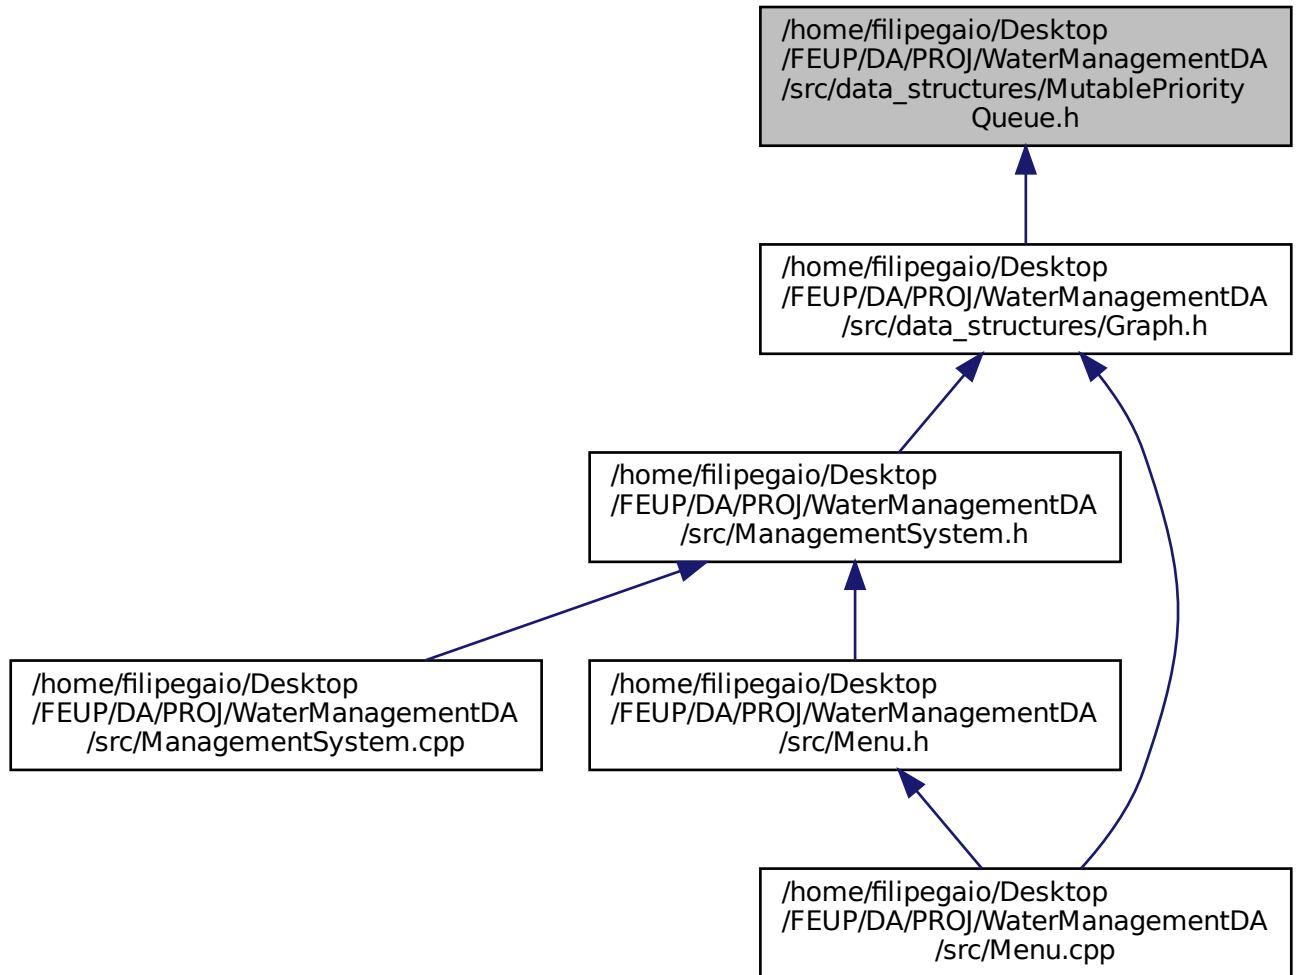 /home/filipegaio/Desktop
/FEUP/DA/PROJ/WaterManagementDA
/src/data_structures/MutablePriority
Queue.h
/home/filipegaio/Desktop
/FEUP/DA/PROJ/WaterManagementDA
/src/data_structures/Graph.h
/home/filipegaio/Desktop
/FEUP/DA/PROJ/WaterManagementDA
/src/ManagementSystem.h
/home/filipegaio/Desktop
/FEUP/DA/PROJ/WaterManagementDA
/src/ManagementSystem.cpp
/home/filipegaio/Desktop
/FEUP/DA/PROJ/WaterManagementDA
/src/Menu.h
/home/filipegaio/Desktop
/FEUP/DA/PROJ/WaterManagementDA
/src/Menu.cpp